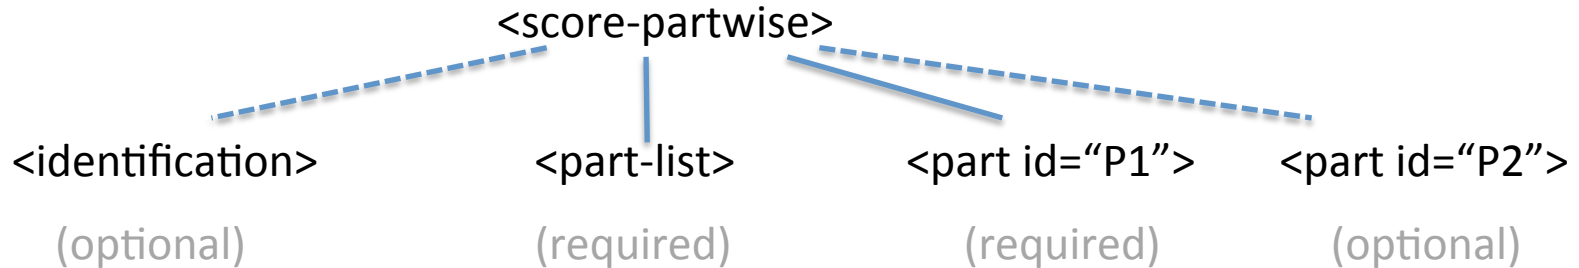 <score-partwise>
<identification> <part-list> <part id=“P1”> <part id=“P2”>
(optional) (required) (required) (optional)